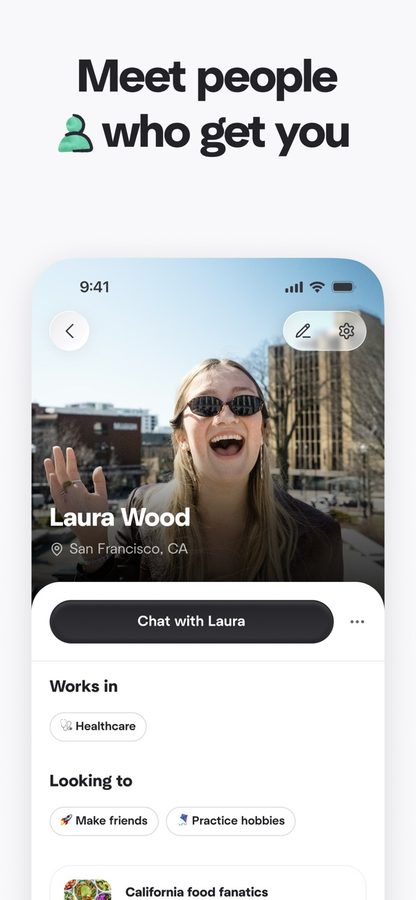 Meet people
who get you
9:41
Laura Wood
San Francisco, CA
Chat with Laura
Works in
Healthcare
Looking to
Make friends
Practice hobbies
California food fanatics